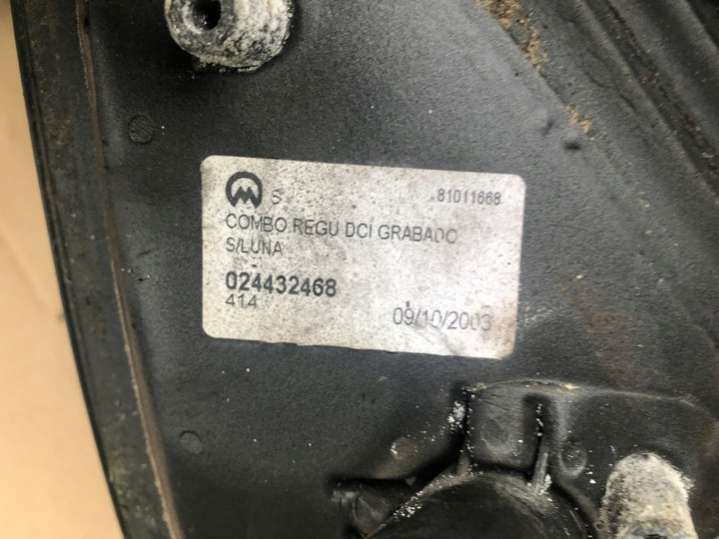 S 81011668
COMBO REGU DCI GRABADO
S/LUNA
024432468
414
09/10/2003